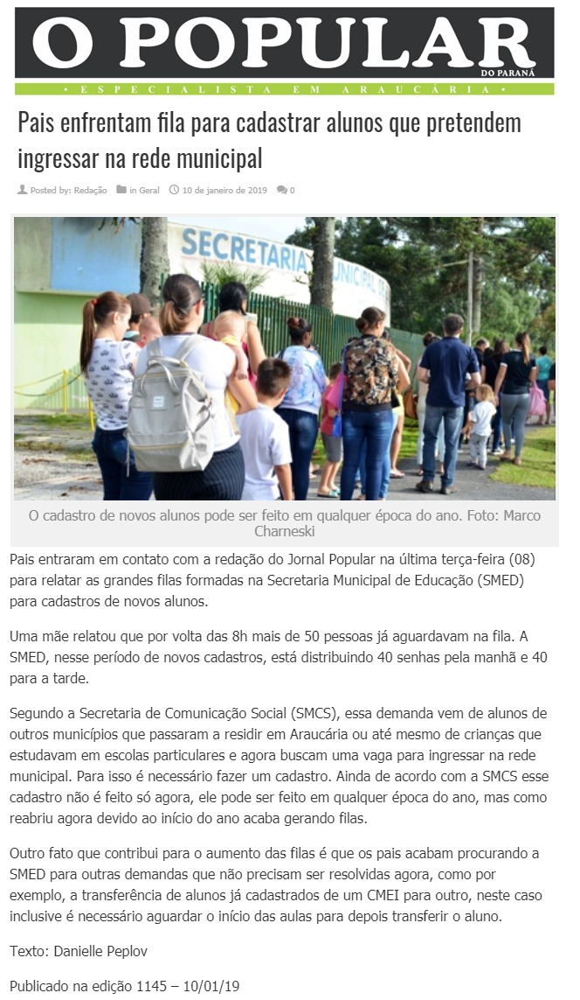 O POPULAR
DO PARANÁ
• ESPECIALISTA EM ARAUCÁRIA •
Pais enfrentam fila para cadastrar alunos que pretendem
ingressar na rede municipal
Posted by: Redação in Geral 10 de janeiro de 2019 0
SECRETARIA MUNICIPAL DE
O cadastro de novos alunos pode ser feito em qualquer época do ano. Foto: Marco
Charneski
Pais entraram em contato com a redação do Jornal Popular na última terça-feira (08)
para relatar as grandes filas formadas na Secretaria Municipal de Educação (SMED)
para cadastros de novos alunos.
Uma mãe relatou que por volta das 8h mais de 50 pessoas já aguardavam na fila. A
SMED, nesse período de novos cadastros, está distribuindo 40 senhas pela manhã e 40
para a tarde.
Segundo a Secretaria de Comunicação Social (SMCS), essa demanda vem de alunos de
outros municípios que passaram a residir em Araucária ou até mesmo de crianças que
estudavam em escolas particulares e agora buscam uma vaga para ingressar na rede
municipal. Para isso é necessário fazer um cadastro. Ainda de acordo com a SMCS esse
cadastro não é feito só agora, ele pode ser feito em qualquer época do ano, mas como
reabriu agora devido ao início do ano acaba gerando filas.
Outro fato que contribui para o aumento das filas é que os pais acabam procurando a
SMED para outras demandas que não precisam ser resolvidas agora, como por
exemplo, a transferência de alunos já cadastrados de um CMEI para outro, neste caso
inclusive é necessário aguardar o início das aulas para depois transferir o aluno.
Texto: Danielle Peplov
Publicado na edição 1145 – 10/01/19